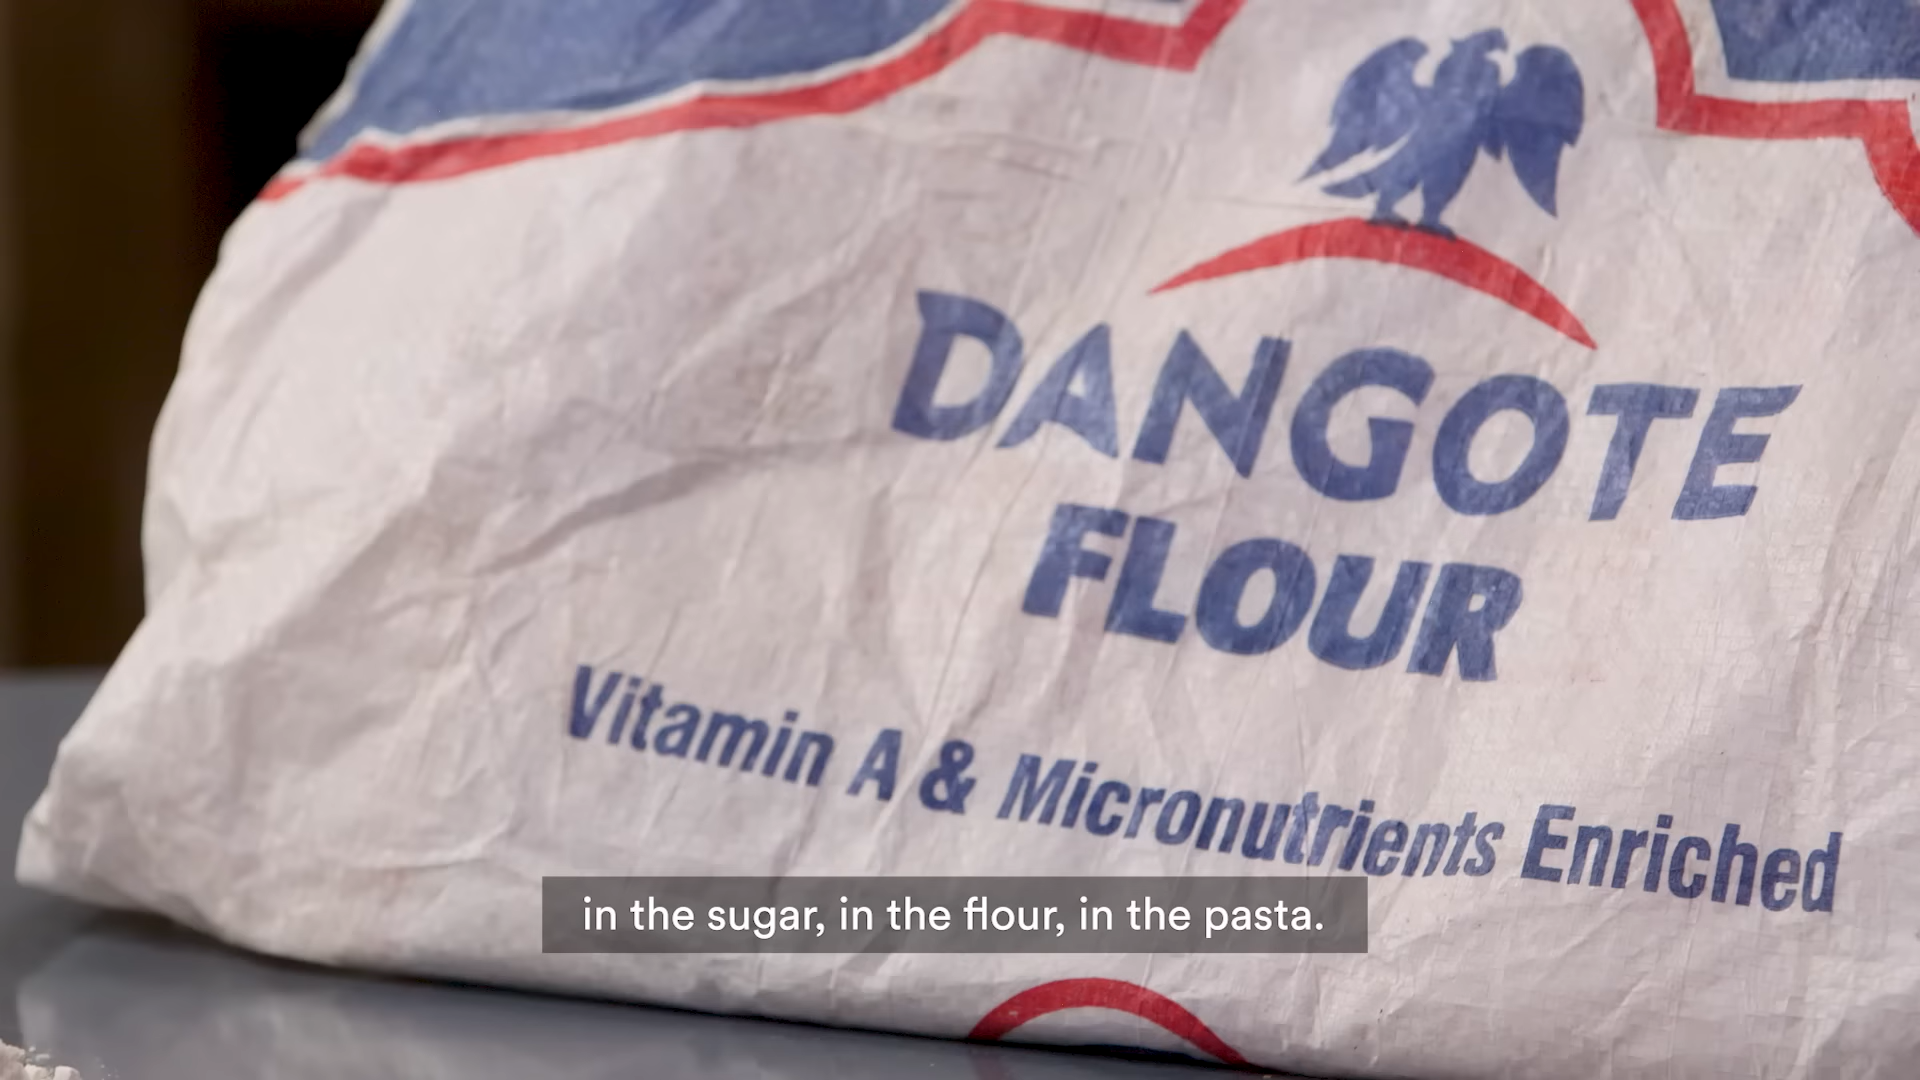 DANGOTE
FLOUR
Vitamin A & Micronutrients Enriched
in the sugar, in the flour, in the pasta.